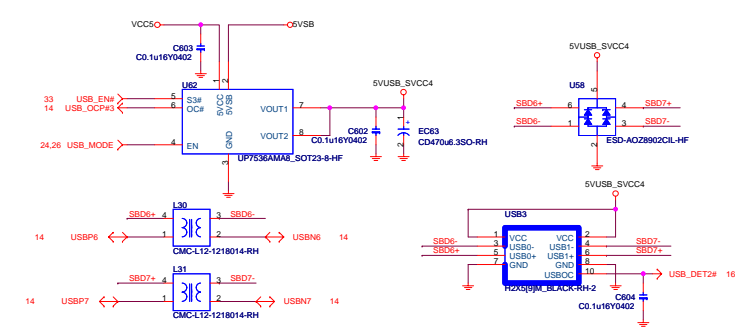 VCC5
5VSB
C603
C0.1u16Y0402
U62
1
2
5VCC
5VSB
33 USB_EN# 5 S3#
14 USB_OCP#3 6 OC#
24,26 USB_MODE 4 EN
VOUT1 7
VOUT2 8
GND
3
UP7536AMA8_SOT23-8-HF
5VUSB_SVCC4
C602
C0.1u16Y0402
1
+
2
EC63
CD470u6.3SO-RH
5VUSB_SVCC4
U58
5
SBD6+ 6 4 SBD7+
SBD6- 1 3 SBD7-
2
ESD-AOZ8902CIL-HF
L30
SBD6+ 4 3 SBD6-
14 USBP6 1 2 USBN6 14
CMC-L12-1218014-RH
L31
SBD7+ 4 3 SBD7-
14 USBP7 1 2 USBN7 14
CMC-L12-1218014-RH
5VUSB_SVCC4
USB3
1 VCC VCC 2
SBD6- 3 USB0- USB1- 4 SBD7-
SBD6+ 5 USB0+ USB1+ 6 SBD7+
7 GND GND 8
USBOC 10 USB_DET2# 16
H2X5[9]M_BLACK-RH-2
C604
C0.1u16Y0402